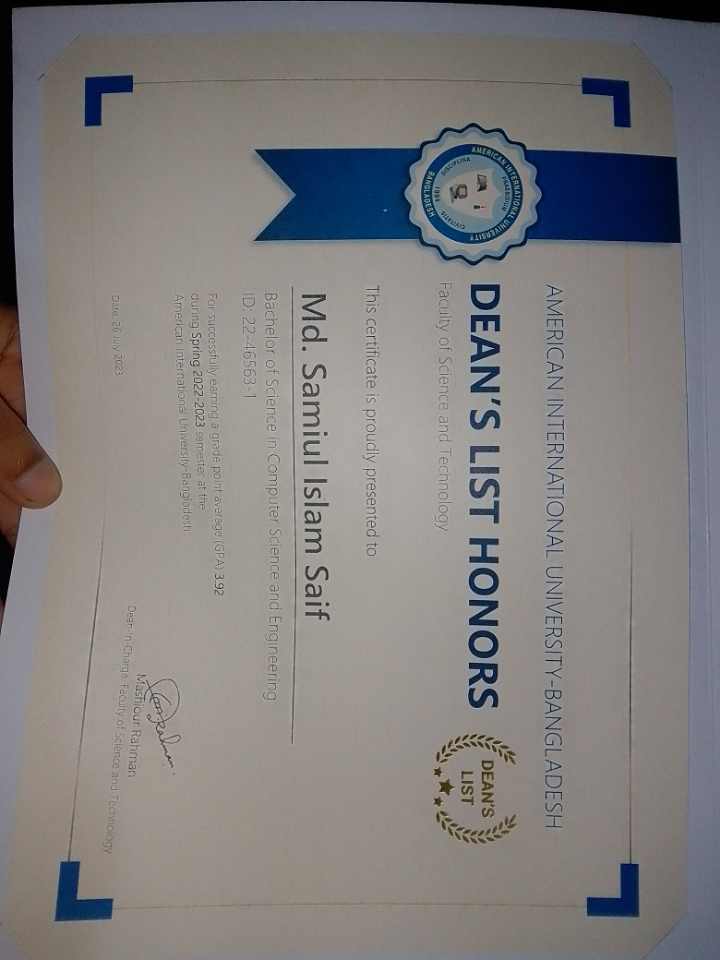 AMERICAN INTERNATIONAL UNIVERSITY-BANGLADESH
DEAN'S LIST HONORS
DEAN'S
LIST
Faculty of Science and Technology
AMERICAN INTERNATIONAL UNIVERSITY
PRAESIDIUM
DISCIPLINA
CIVITATIS
1994
BANGLADESH
This certificate is proudly presented to
Md. Samiul Islam Saif
Bachelor of Science in Computer Science and Engineering
ID: 22-46563-1
For successfully earning a grade point average (GPA) 3.92
during Spring 2022-2023 semester at the
American International University-Bangladesh
Mashiour Rahman
Dean-in-Charge, Faculty of Science and Technology
Date: 26 July 2023